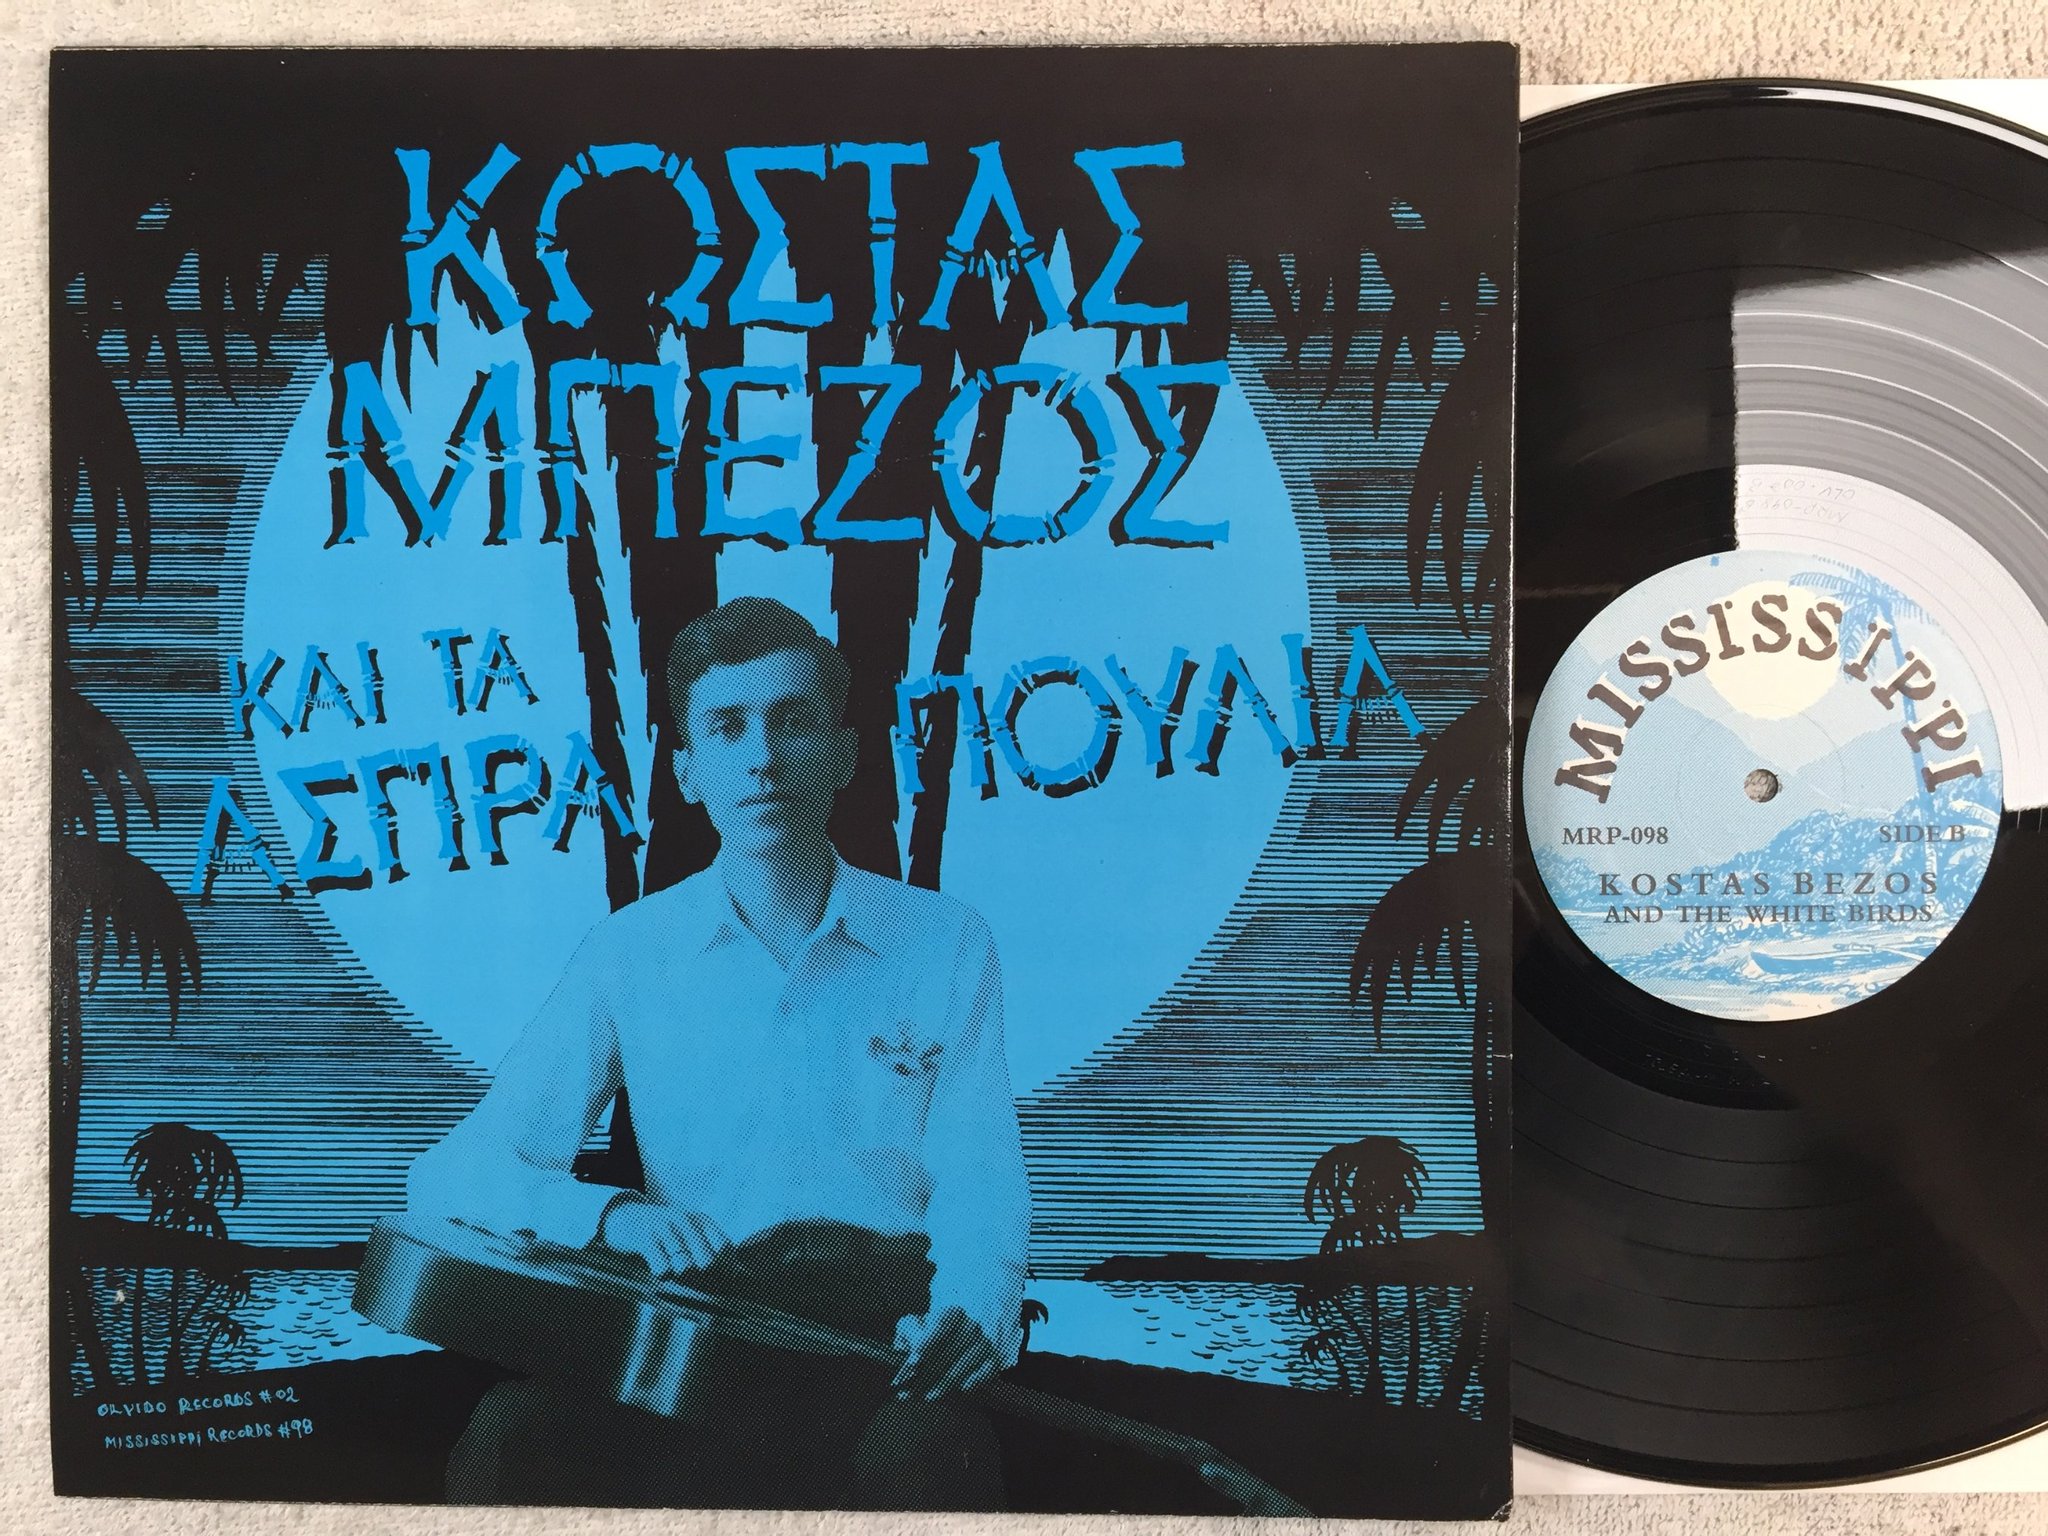 ΚΩΣΤΑΣ
ΜΠΕΖΟΣ
ΚΑΙ ΤΑ
ΑΣΠΡΑ ΠΟΥΛΙΑ
OLVIDO RECORDS #02
MISSISSIPPI RECORDS #98
MISSISSIPPI
MRP-098 SIDE B
KOSTAS BEZOS
AND THE WHITE BIRDS